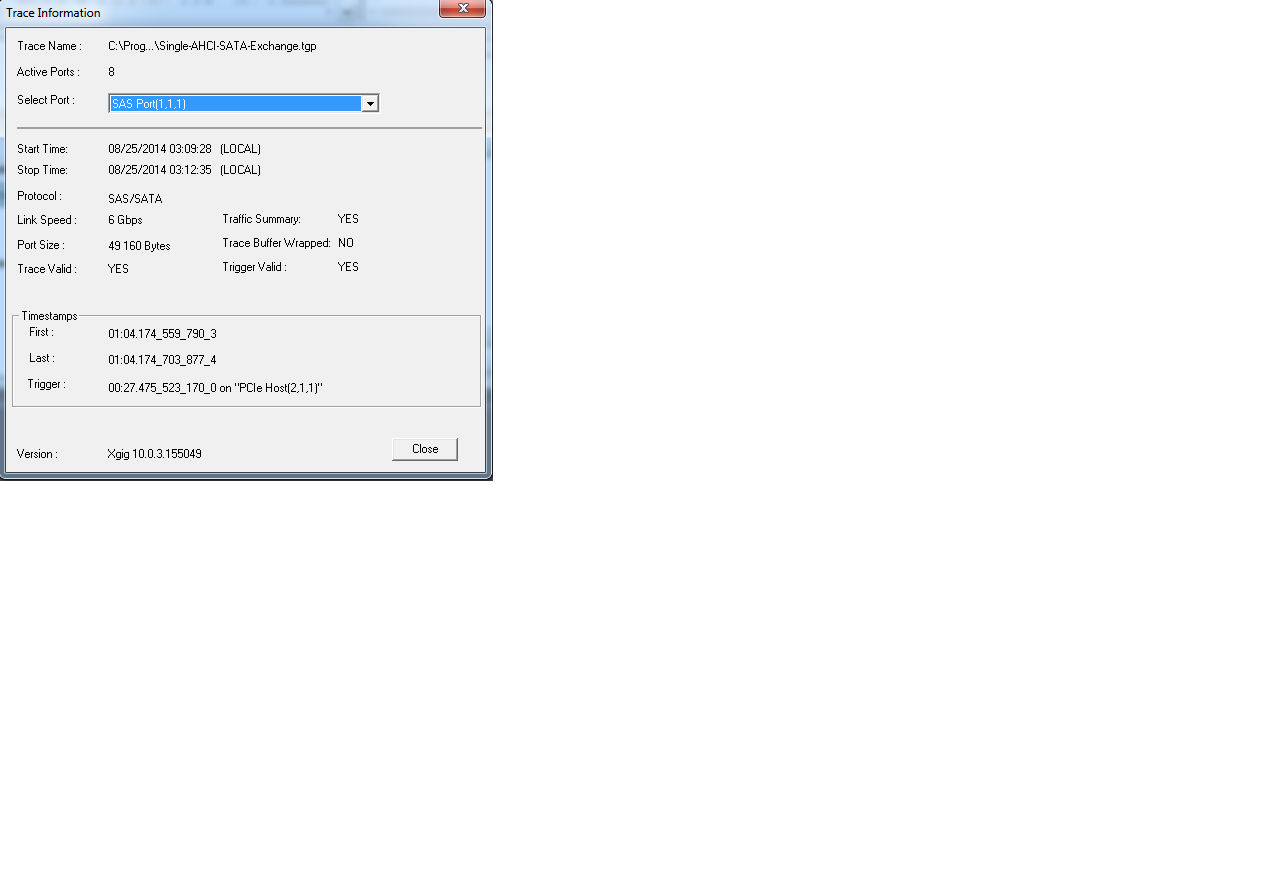 Trace Information
Trace Name : C:\Prog...\Single-AHCI-SATA-Exchange.tgp
Active Ports : 8
Select Port : SAS Port(1,1,1)
Start Time: 08/25/2014 03:09:28 (LOCAL)
Stop Time: 08/25/2014 03:12:35 (LOCAL)
Protocol : SAS/SATA
Link Speed : 6 Gbps Traffic Summary: YES
Port Size : 49 160 Bytes Trace Buffer Wrapped: NO
Trace Valid : YES Trigger Valid : YES
Timestamps
First : 01:04.174_559_790_3
Last : 01:04.174_703_877_4
Trigger : 00:27.475_523_170_0 on "PCIe Host(2,1,1)"
Version : Xgig 10.0.3.155049 Close